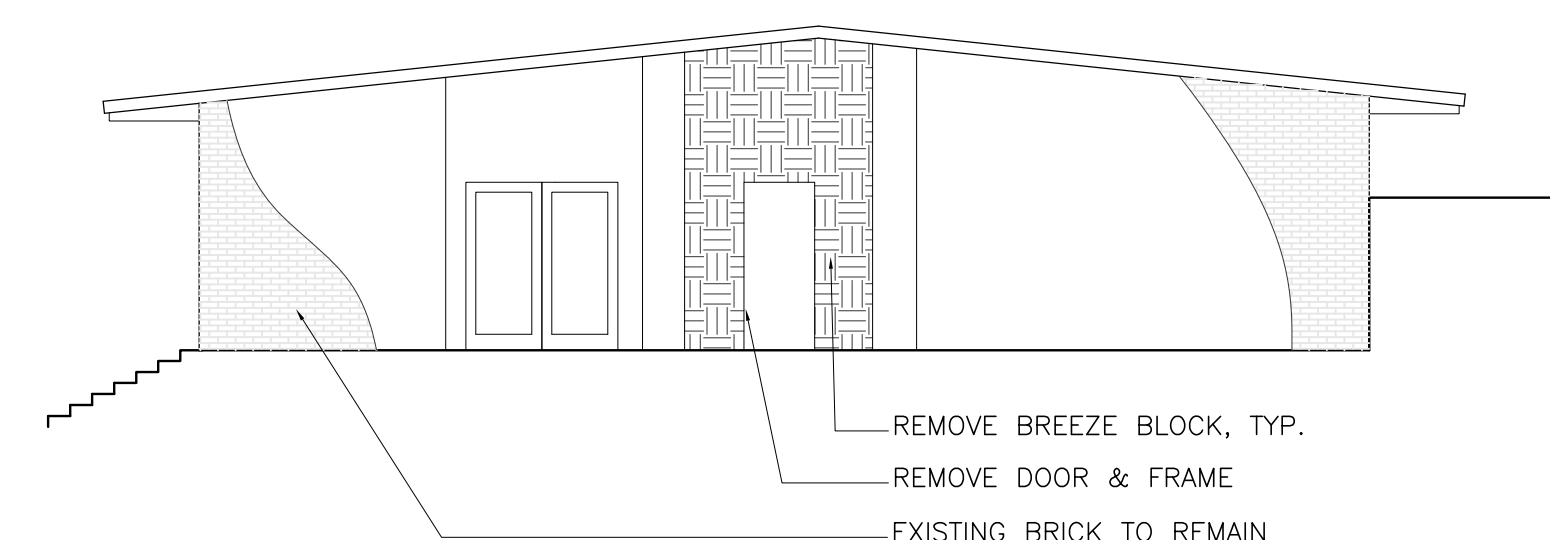 REMOVE BREEZE BLOCK, TYP.
REMOVE DOOR & FRAME
EXISTING BRICK TO REMAIN